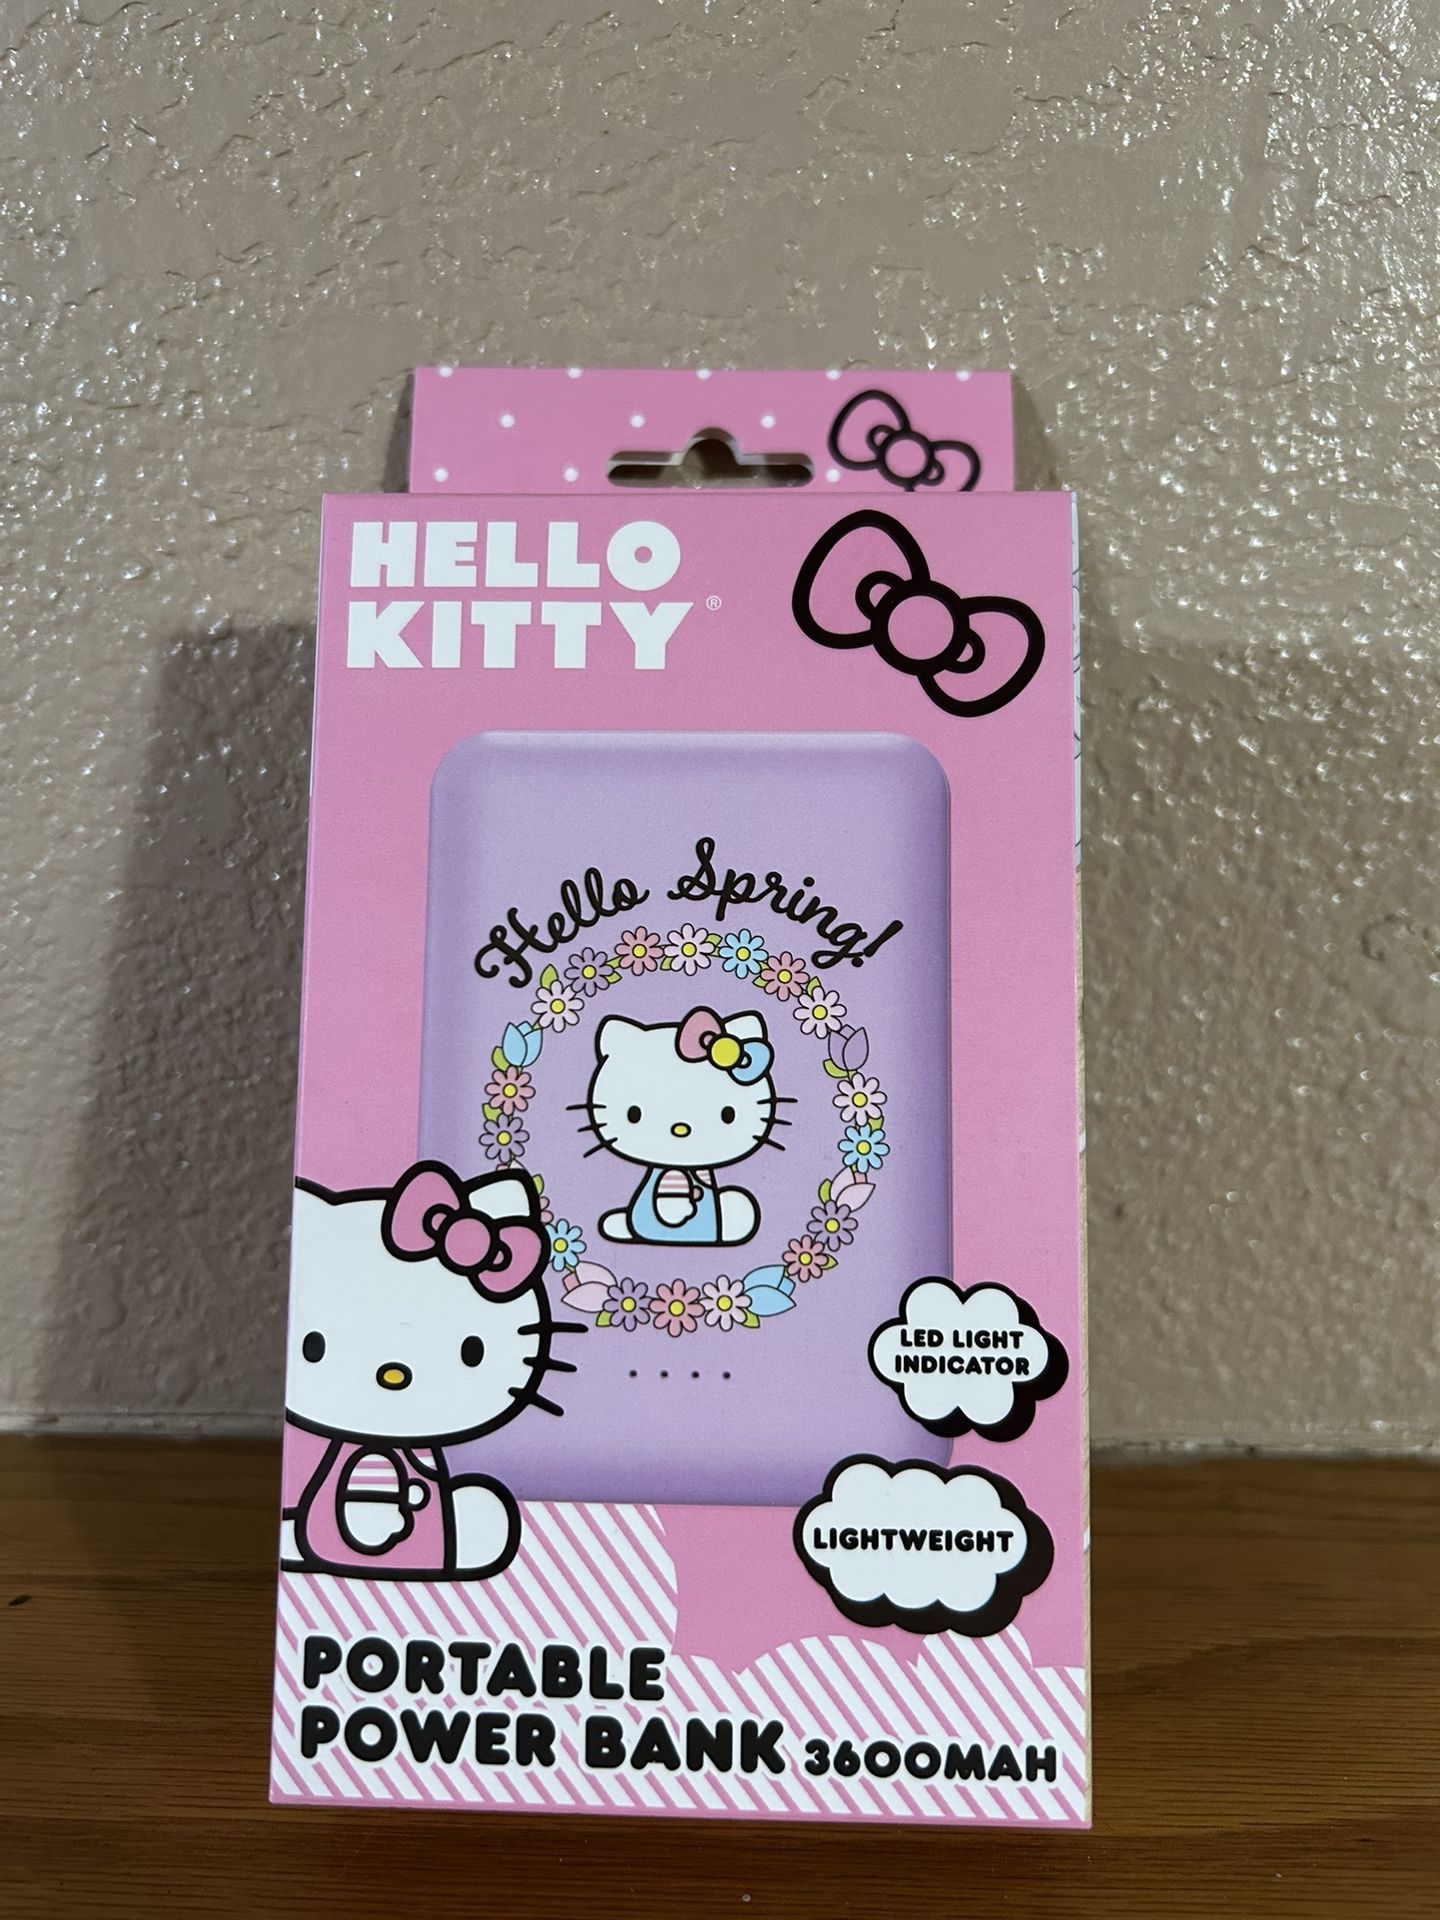 HELLO
KITTY®
Hello Spring!
LED LIGHT
INDICATOR
LIGHTWEIGHT
PORTABLE
POWER BANK 3600MAH